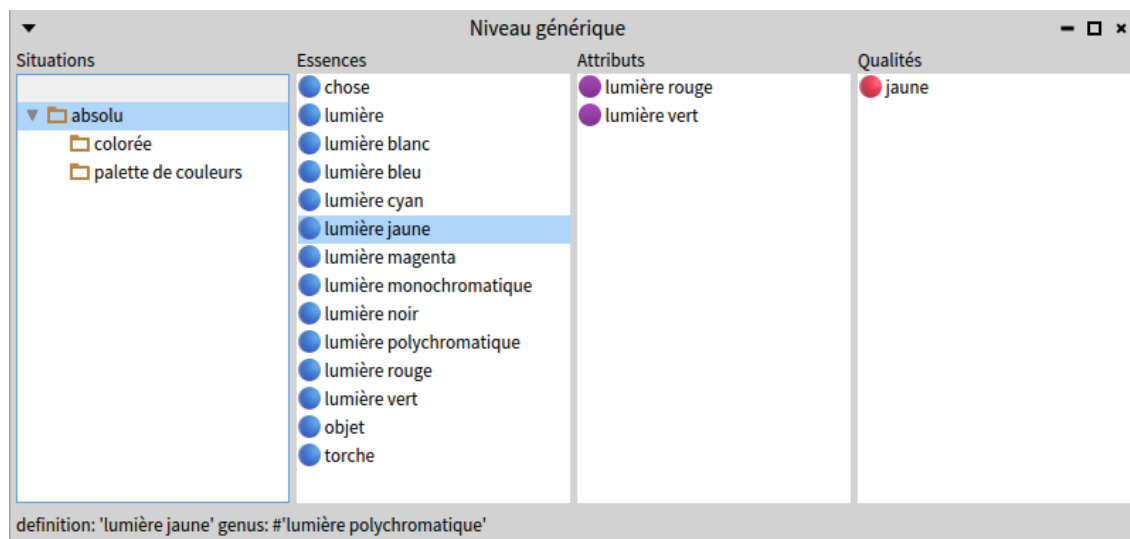 Niveau générique
Situations
absolu
colorée
palette de couleurs
Essences
chose
lumière
lumière blanc
lumière bleu
lumière cyan
lumière jaune
lumière magenta
lumière monochromatique
lumière noir
lumière polychromatique
lumière rouge
lumière vert
objet
torche
Attributs
lumière rouge
lumière vert
Qualités
jaune
definition: 'lumière jaune' genus: #'lumière polychromatique'